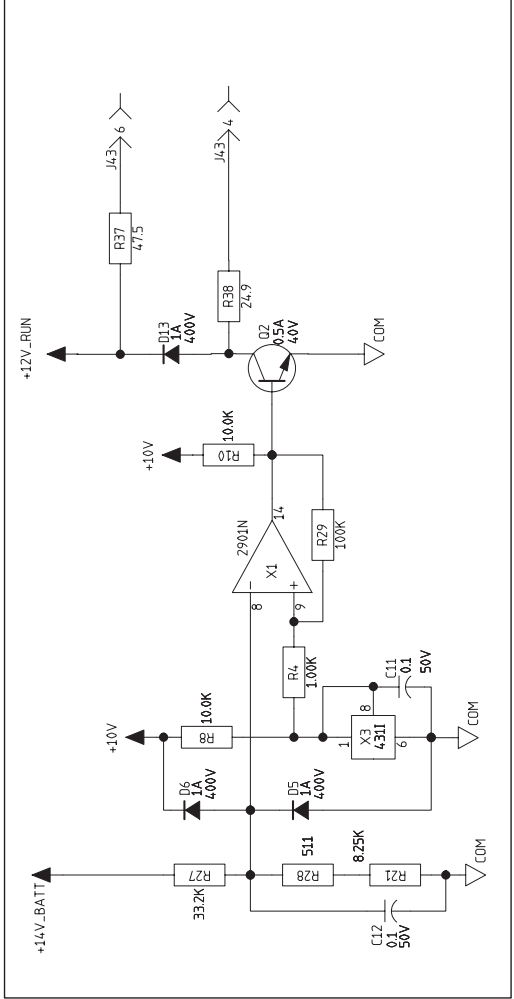 +12V_RUN
+14V_BATT
+10V
+10V
D13
1A
400V
R37
47.5
J43
6
R38
24.9
J43
4
Q2
0.5A
40V
COM
R10
10.0K
2901N
X1
8
-
9
+
14
R29
100K
R4
1.00K
R8
10.0K
D6
1A
400V
D5
1A
400V
1
X3
431I
8
6
C11
0.1
50V
COM
R27
33.2K
R28
511
R21
8.25K
C12
0.1
50V
COM